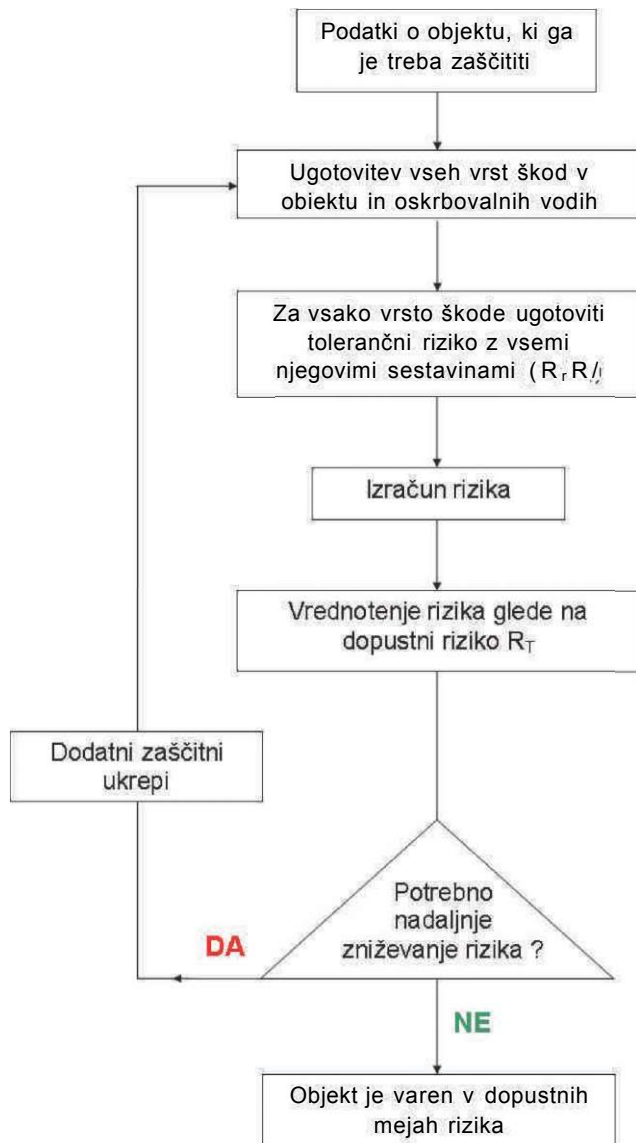 Podatki o objektu, ki ga
je treba zaščititi
Ugotovitev vseh vrst škod v
obiektu in oskrbovalnih vodih
Za vsako vrsto škode ugotoviti
tolerančni riziko z vsemi
njegovimi sestavinami (RᵣR/
Izračun rizika
Vrednotenje rizika glede na
dopustni riziko R_T
Dodatni zaščitni
ukrepi
Potrebno
nadaljnje
zniževanje rizika ?
DA
NE
Objekt je varen v dopustnih
mejah rizika